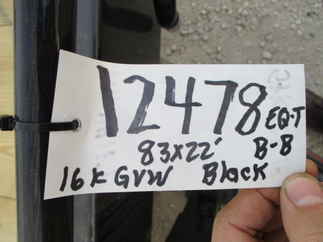 12478 EQ-T
83x22' B-B
16K GVW Black